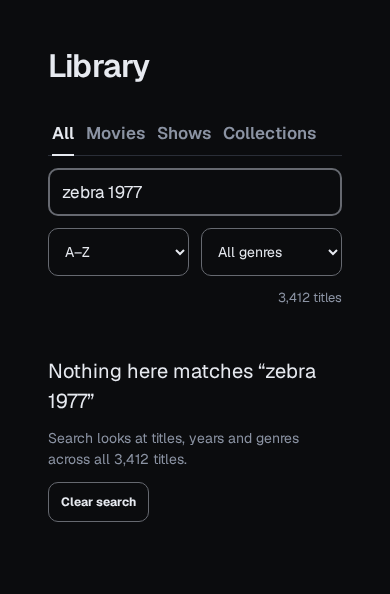 Library
All Movies Shows Collections
zebra 1977
A–Z All genres
3,412 titles
Nothing here matches “zebra
1977”
Search looks at titles, years and genres
across all 3,412 titles.
Clear search